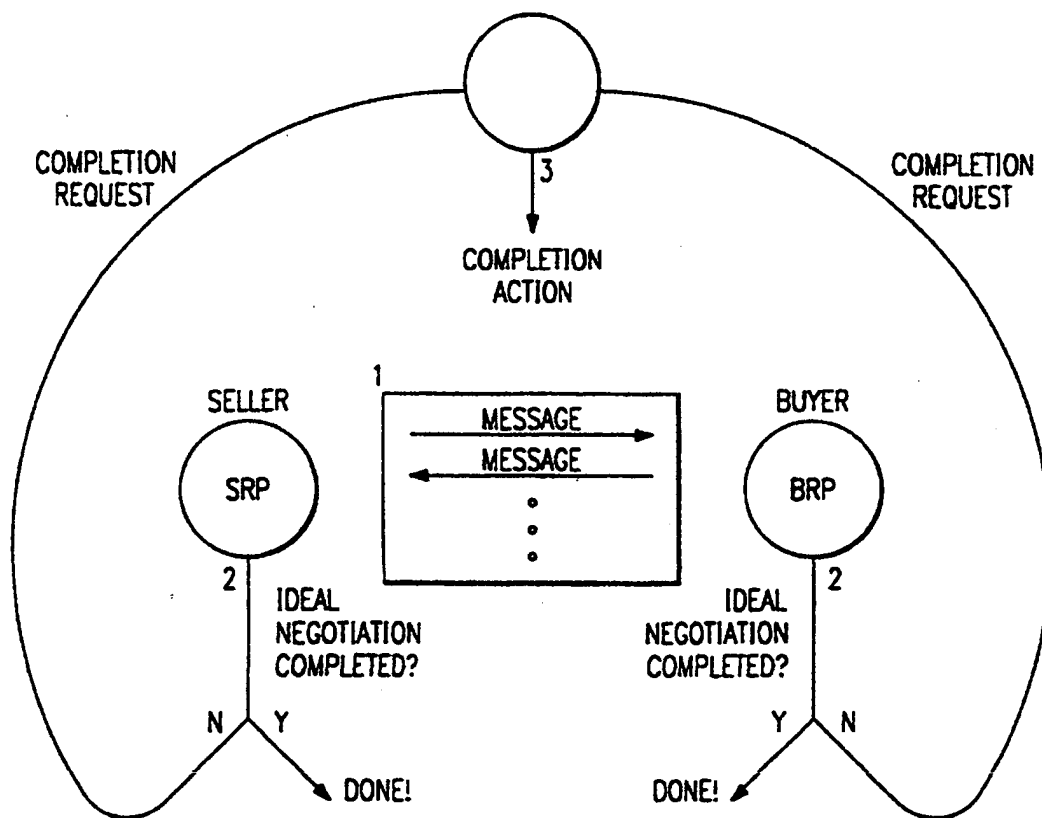 COMPLETION
REQUEST
COMPLETION
REQUEST
3
COMPLETION
ACTION
1
SELLER
BUYER
MESSAGE
MESSAGE
SRP
BRP
2
2
IDEAL
NEGOTIATION
COMPLETED?
IDEAL
NEGOTIATION
COMPLETED?
N Y
Y N
DONE!
DONE!